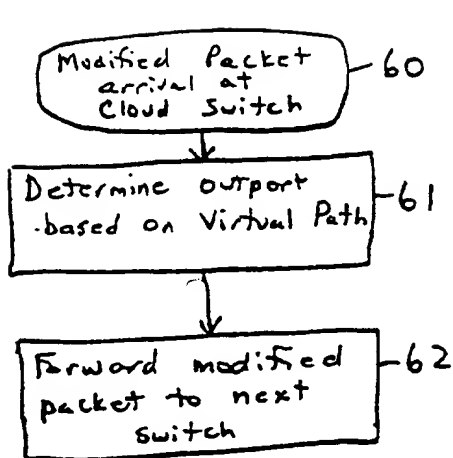 Modified Packet
arrival at
Cloud Switch
60
Determine outport
based on Virtual Path
61
Forward modified
packet to next
switch
62